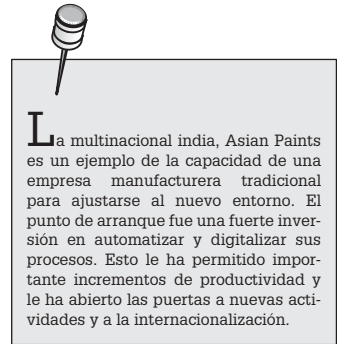 La multinacional india, Asian Paints
es un ejemplo de la capacidad de una
empresa manufacturera tradicional
para ajustarse al nuevo entorno. El
punto de arranque fue una fuerte inver-
sión en automatizar y digitalizar sus
procesos. Esto le ha permitido impor-
tante incrementos de productividad y
le ha abierto las puertas a nuevas acti-
vidades y a la internacionalización.